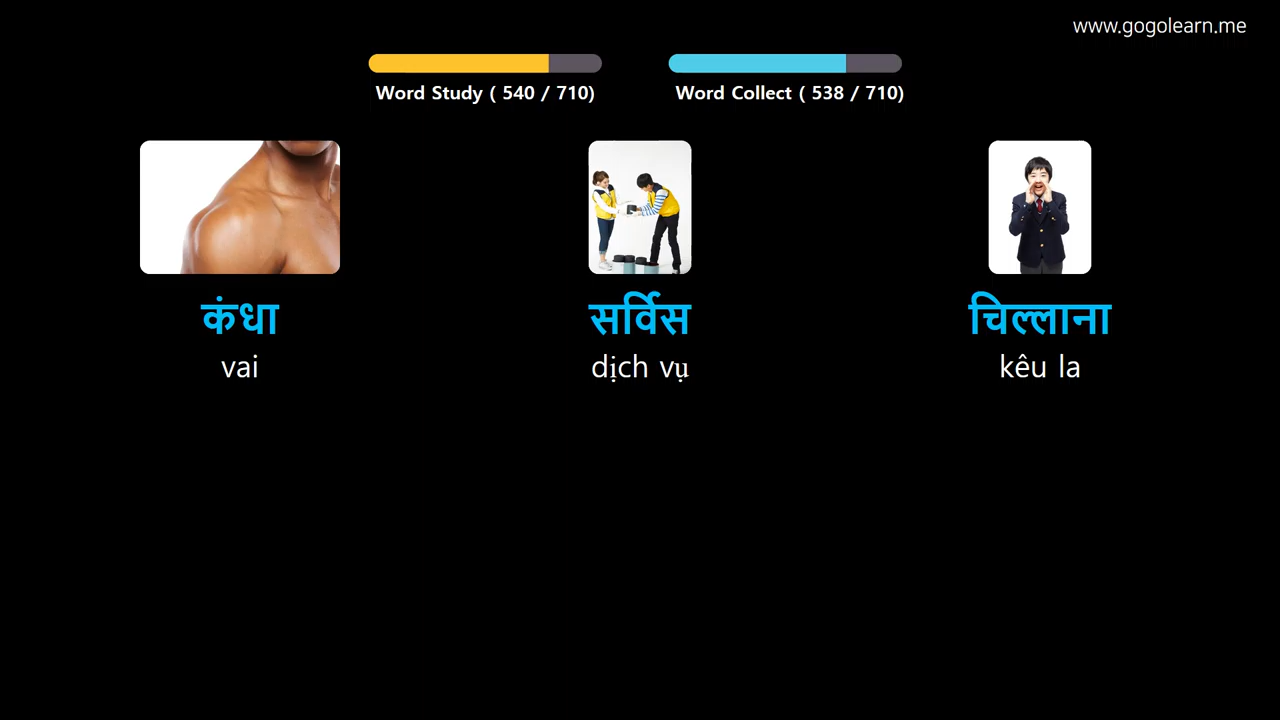 www.gogolearn.me
Word Study ( 540 / 710)
Word Collect ( 538 / 710)
कंधा
vai
सर्विस
dịch vụ
चिल्लाना
kêu la